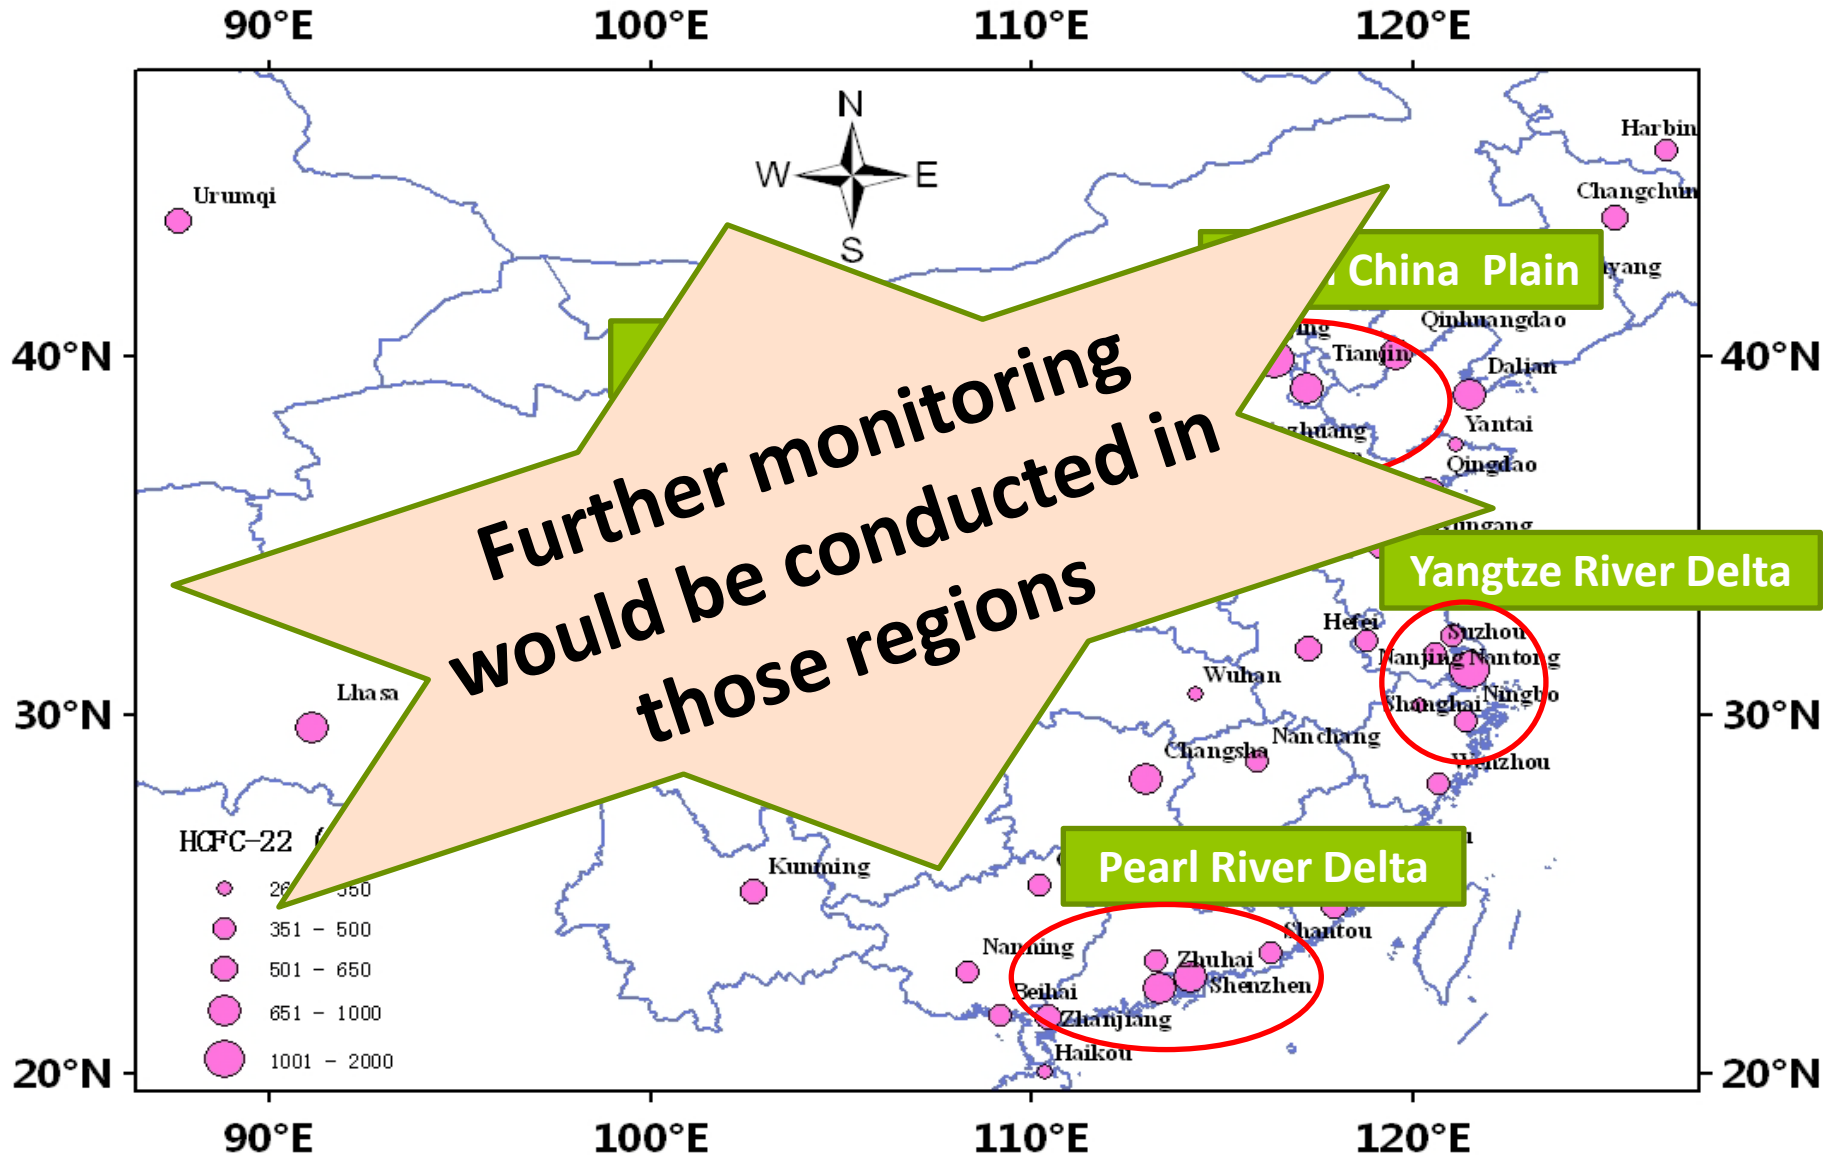 90°E 100°E 110°E 120°E
N
W E
S
Harbin
Urumqi
Changchun
China Plain
Qinhuangdao
40°N 40°N
Tianjin
Dalian
Yantai
Qingdao
Further monitoring
would be conducted in
those regions
Yangtze River Delta
Hefei
Suzhou
Nanjing Nantong
Wuhan
Lhasa
Ningbo
Shanghai
30°N 30°N
Nanchang
Changsha
Wenzhou
HCFC-22 (
Kunming
Pearl River Delta
350
351 - 500
501 - 650
651 - 1000
1001 - 2000
Shantou
Nanning
Zhuhai
Shenzhen
Beihai
Zhanjiang
Haikou
20°N 20°N
90°E 100°E 110°E 120°E